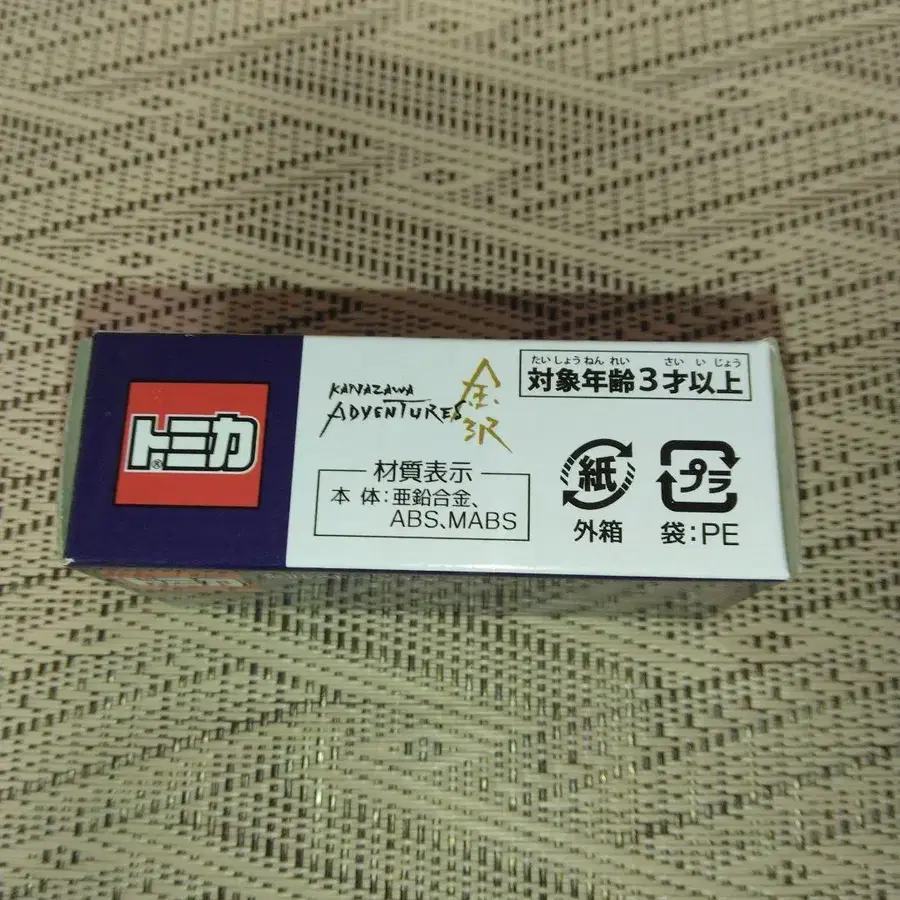 トミカ®
KANAZAWA
ADVENTURES
金沢
たいしょうねんれい さいいじょう
対象年齢3才以上
材質表示
本体:亜鉛合金、
ABS、MABS
紙
外箱
プラ
袋:PE